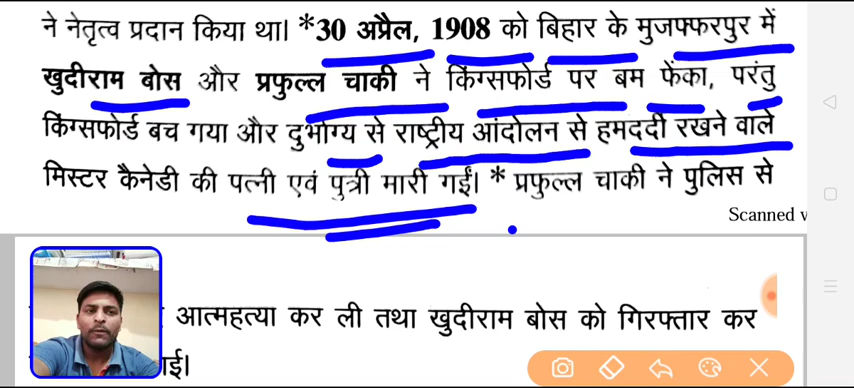 ने नेतृत्व प्रदान किया था। *30 अप्रैल, 1908 को बिहार के मुजफ्फरपुर में
खुदीराम बोस और प्रफुल्ल चाकी ने किंग्सफोर्ड पर बम फेंका, परंतु
किंग्सफोर्ड बच गया और दुर्भाग्य से राष्ट्रीय आंदोलन से हमदर्दी रखने वाले
मिस्टर कैनेडी की पत्नी एवं पुत्री मारी गईं। * प्रफुल्ल चाकी ने पुलिस से
Scanned
आत्महत्या कर ली तथा खुदीराम बोस को गिरफ्तार कर